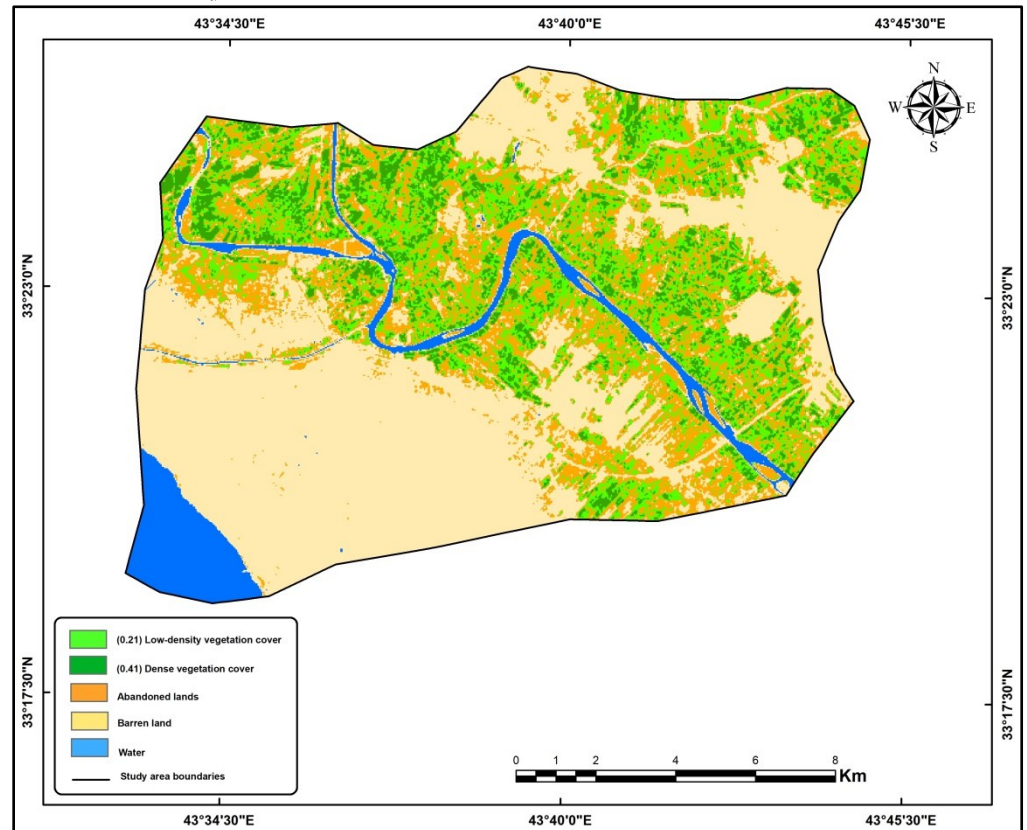 43°34'30"E 43°40'0"E 43°45'30"E
N
W E
S
33°23'0"N 33°23'0"N
(0.21) Low-density vegetation cover
(0.41) Dense vegetation cover
Abandoned lands
Barren land
Water
Study area boundaries
33°17'30"N 33°17'30"N
0 1 2 4 6 8
Km
43°34'30"E 43°40'0"E 43°45'30"E